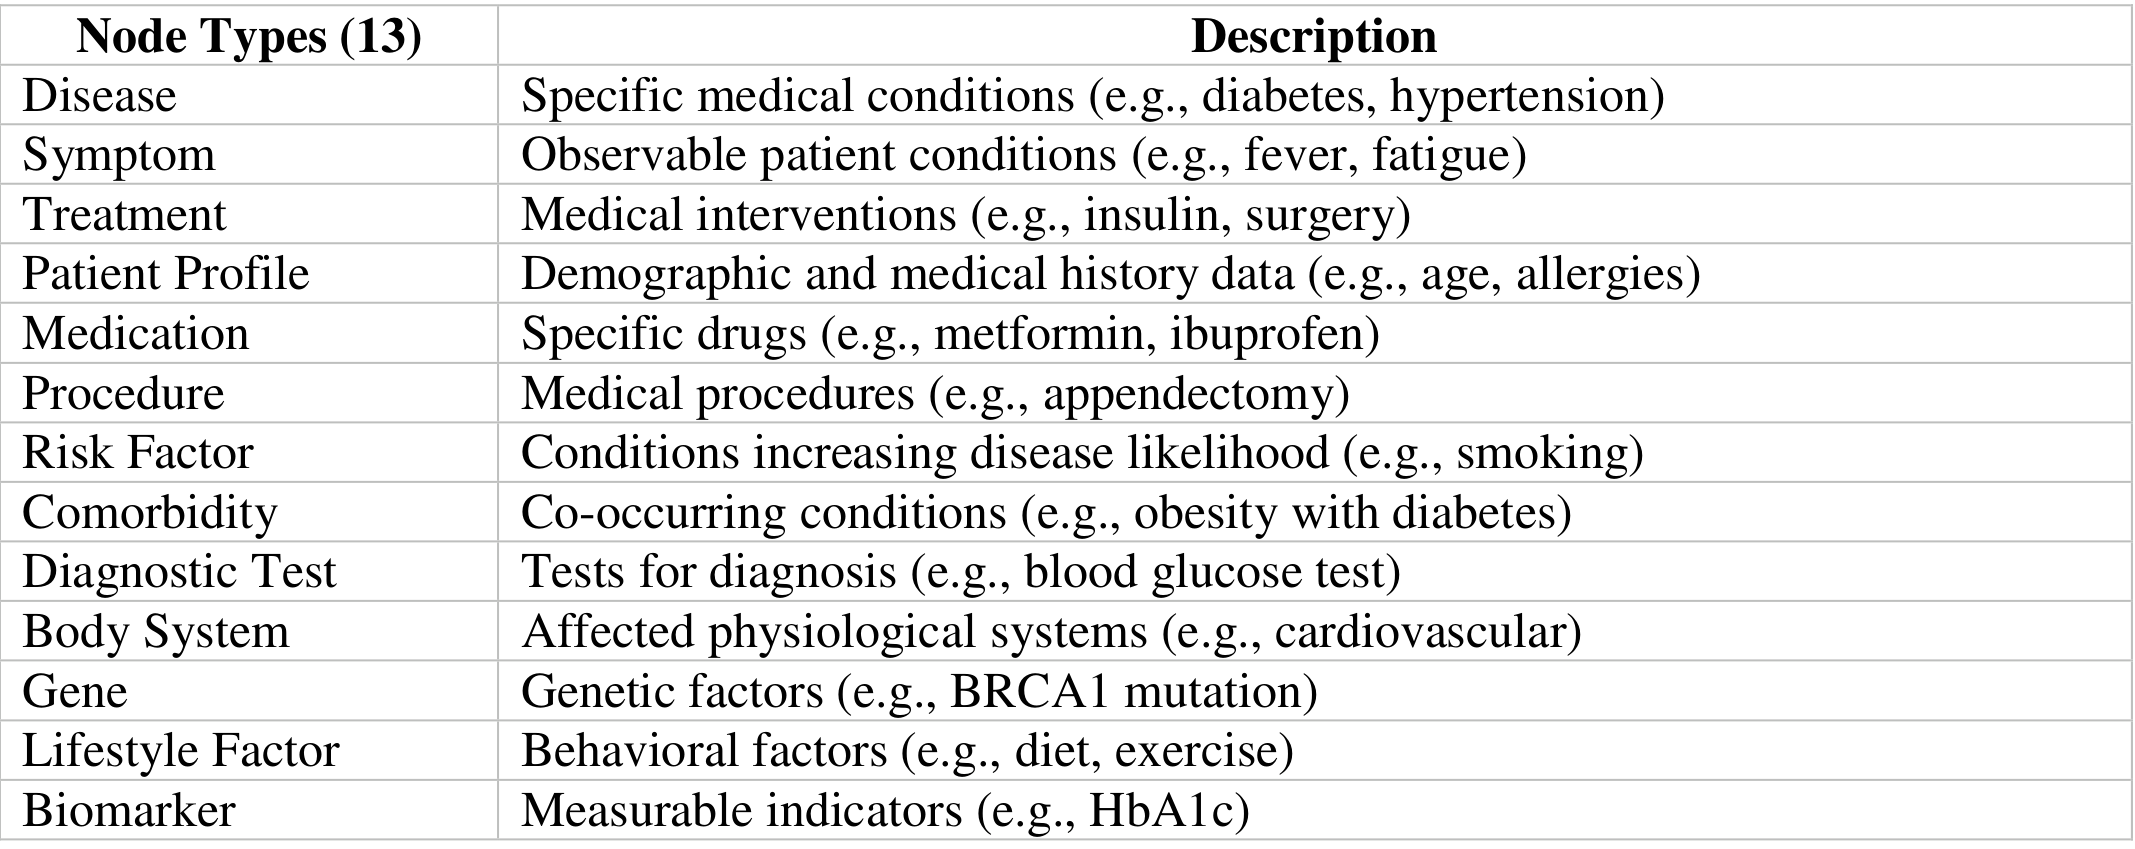 Node Types (13) Description
Disease Specific medical conditions (e.g., diabetes, hypertension)
Symptom Observable patient conditions (e.g., fever, fatigue)
Treatment Medical interventions (e.g., insulin, surgery)
Patient Profile Demographic and medical history data (e.g., age, allergies)
Medication Specific drugs (e.g., metformin, ibuprofen)
Procedure Medical procedures (e.g., appendectomy)
Risk Factor Conditions increasing disease likelihood (e.g., smoking)
Comorbidity Co-occurring conditions (e.g., obesity with diabetes)
Diagnostic Test Tests for diagnosis (e.g., blood glucose test)
Body System Affected physiological systems (e.g., cardiovascular)
Gene Genetic factors (e.g., BRCA1 mutation)
Lifestyle Factor Behavioral factors (e.g., diet, exercise)
Biomarker Measurable indicators (e.g., HbA1c)